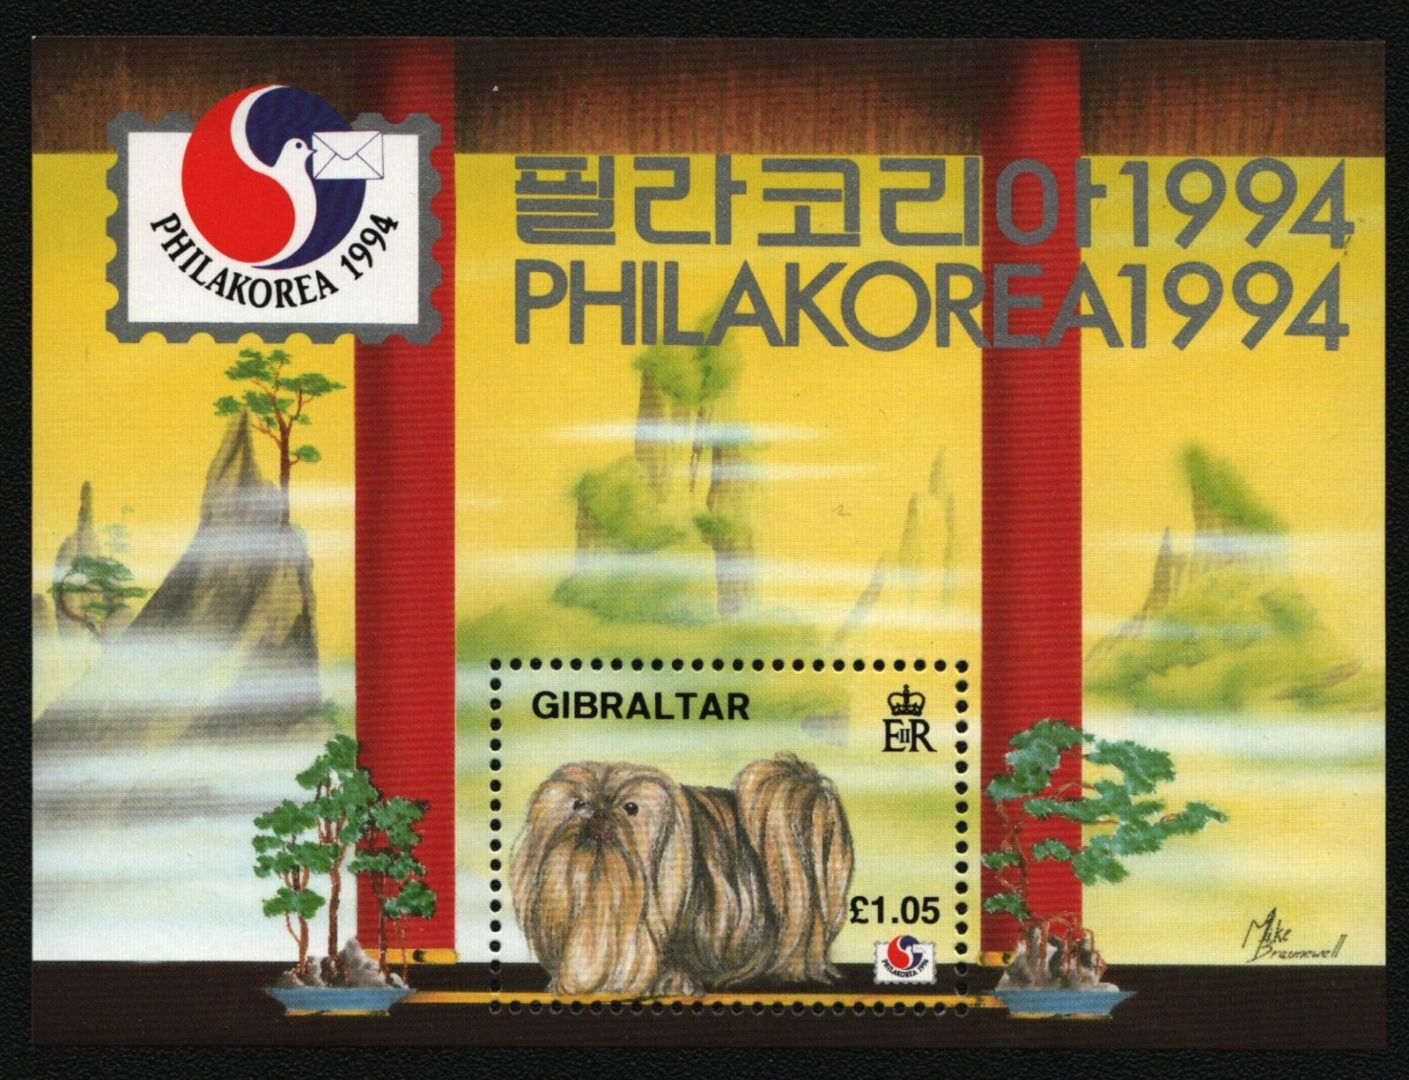 PHILAKOREA 1994
필라코리아1994
PHILAKOREA1994
GIBRALTAR
EIIR
£1.05
PHILAKOREA 1994
Mike
Braunewell